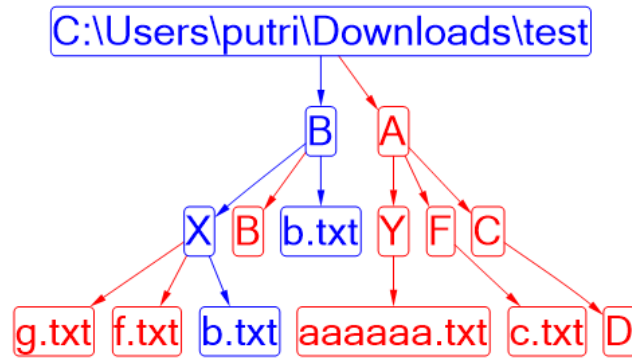 C:\Users\putri\Downloads\test
B A
X B b.txt Y F C
g.txt f.txt b.txt aaaaaa.txt c.txt D